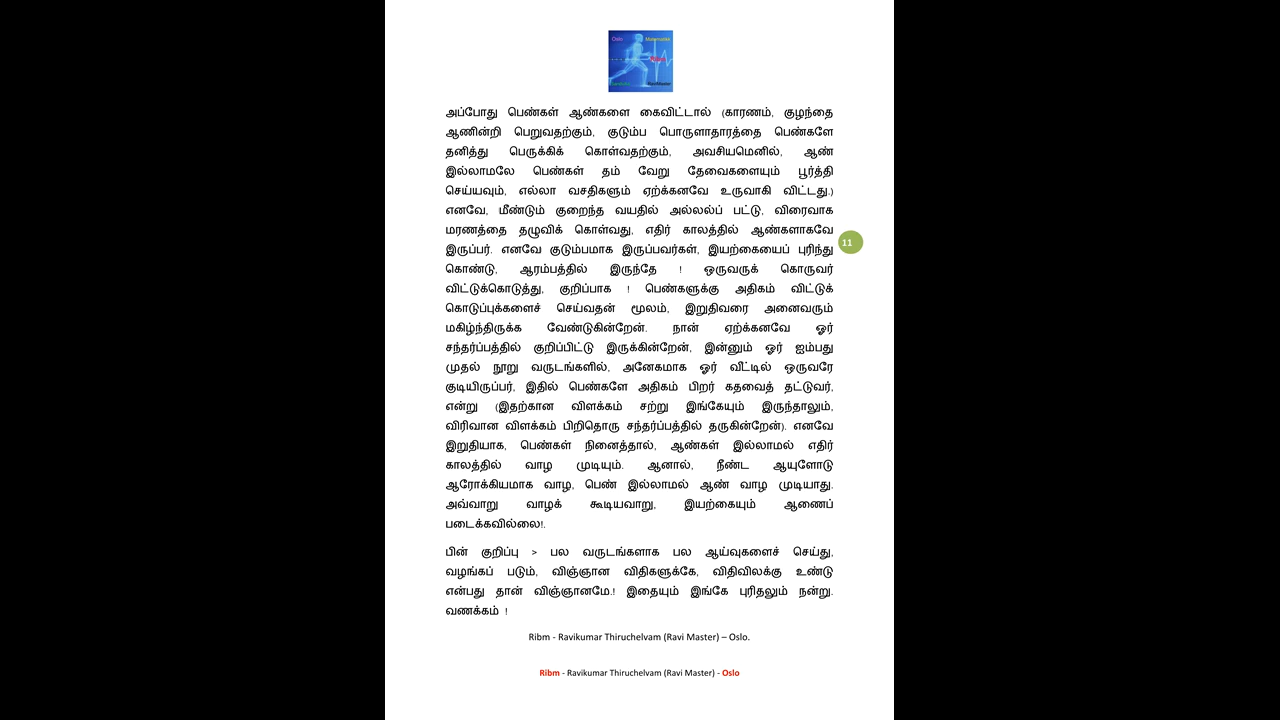 Oslo Matematikk
அப்போது பெண்கள் ஆண்களை கைவிட்டால் (காரணம், குழந்தை
ஆணின்றி பெறுவதற்கும், குடும்ப பொருளாதாரத்தை பெண்களே
தனித்து பெருக்கிக் கொள்வதற்கும், அவசியமெனில், ஆண்
இல்லாமலே பெண்கள் தம் வேறு தேவைகளையும் பூர்த்தி
செய்யவும், எல்லா வசதிகளும் ஏற்க்கனவே உருவாகி விட்டது.)
எனவே, மீண்டும் குறைந்த வயதில் அல்லல்ப் பட்டு, விரைவாக
மரணத்தை தழுவிக் கொள்வது, எதிர் காலத்தில் ஆண்களாகவே
இருப்பர். எனவே குடும்பமாக இருப்பவர்கள், இயற்கையைப் புரிந்து
11
கொண்டு, ஆரம்பத்தில் இருந்தே ! ஒருவருக் கொருவர்
விட்டுக்கொடுத்து, குறிப்பாக ! பெண்களுக்கு அதிகம் விட்டுக்
கொடுப்புக்களைச் செய்வதன் மூலம், இறுதிவரை அனைவரும்
மகிழ்ந்திருக்க வேண்டுகின்றேன். நான் ஏற்க்கனவே ஓர்
சந்தர்ப்பத்தில் குறிப்பிட்டு இருக்கின்றேன், இன்னும் ஓர் ஐம்பது
முதல் நூறு வருடங்களில், அனேகமாக ஓர் வீட்டில் ஒருவரே
குடியிருப்பர், இதில் பெண்களே அதிகம் பிறர் கதவைத் தட்டுவர்,
என்று (இதற்கான விளக்கம் சற்று இங்கேயும் இருந்தாலும்,
விரிவான விளக்கம் பிறிதொரு சந்தர்ப்பத்தில் தருகின்றேன்). எனவே
இறுதியாக, பெண்கள் நினைத்தால், ஆண்கள் இல்லாமல் எதிர்
காலத்தில் வாழ முடியும். ஆனால், நீண்ட ஆயுளோடு
ஆரோக்கியமாக வாழ, பெண் இல்லாமல் ஆண் வாழ முடியாது.
அவ்வாறு வாழக் கூடியவாறு, இயற்கையும் ஆணைப்
படைக்கவில்லை!.
பின் குறிப்பு > பல வருடங்களாக பல ஆய்வுகளைச் செய்து,
வழங்கப் படும், விஞ்ஞான விதிகளுக்கே, விதிவிலக்கு உண்டு
என்பது தான் விஞ்ஞானமே.! இதையும் இங்கே புரிதலும் நன்று.
வணக்கம் !
Ribm - Ravikumar Thiruchelvam (Ravi Master) – Oslo.
Ribm - Ravikumar Thiruchelvam (Ravi Master) - Oslo